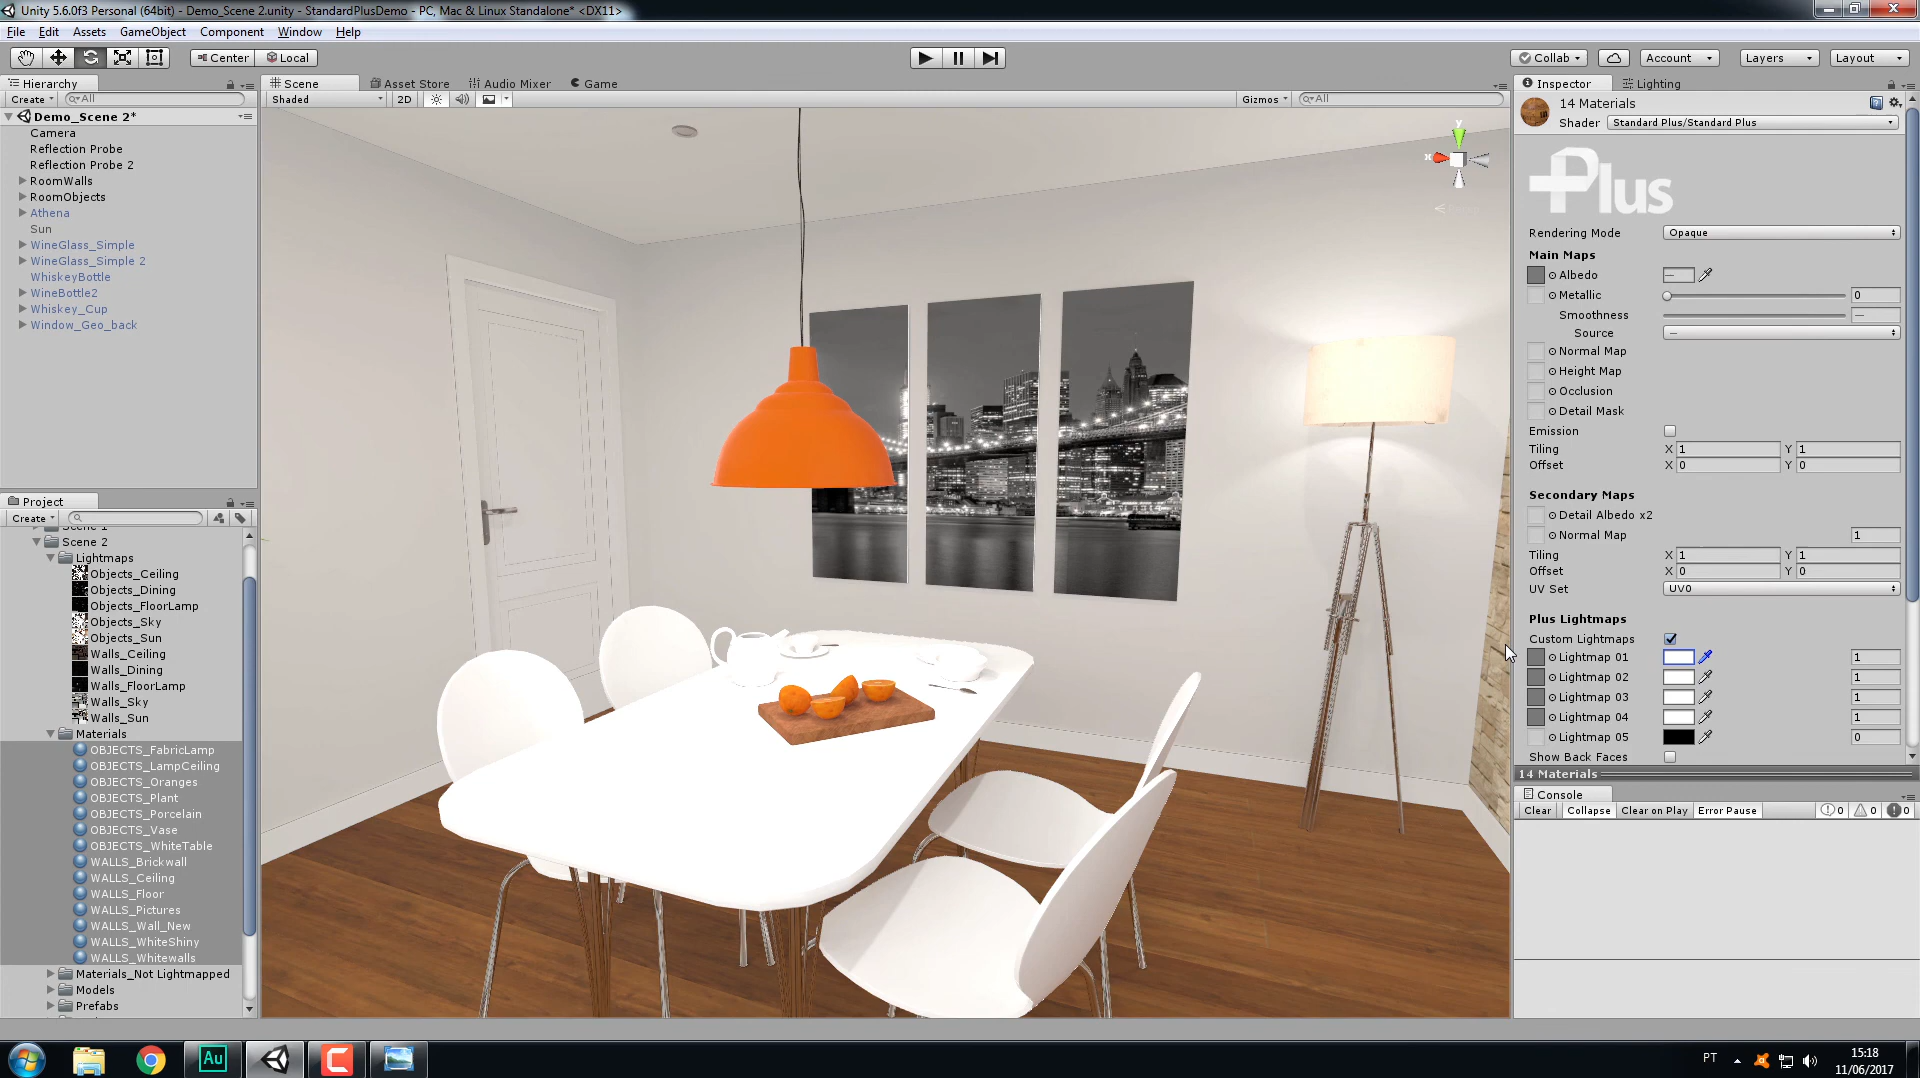 Unity 5.6.0f3 Personal (64bit) - Demo_Scene 2.unity - StandardPlusDemo - PC, Mac & Linux Standalone* <DX11>
File Edit Assets GameObject Component Window Help
Center Local
Collab Account Layers Layout
Hierarchy
Create All
Demo_Scene 2*
Camera
Reflection Probe
Reflection Probe 2
RoomWalls
RoomObjects
Athena
Sun
WineGlass_Simple
WineGlass_Simple 2
WhiskeyBottle
WineBottle2
Whiskey_Cup
Window_Geo_back
Project
Create
Scene 2
Lightmaps
Objects_Ceiling
Objects_Dining
Objects_FloorLamp
Objects_Sky
Objects_Sun
Walls_Ceiling
Walls_Dining
Walls_FloorLamp
Walls_Sky
Walls_Sun
Materials
OBJECTS_FabricLamp
OBJECTS_LampCeiling
OBJECTS_Oranges
OBJECTS_Plant
OBJECTS_Porcelain
OBJECTS_Vase
OBJECTS_WhiteTable
WALLS_Brickwall
WALLS_Ceiling
WALLS_Floor
WALLS_Pictures
WALLS_Wall_New
WALLS_WhiteShiny
WALLS_Whitewalls
Materials_Not Lightmapped
Models
Prefabs
Scene Asset Store Audio Mixer Game
Shaded 2D Gizmos All
y
x
Inspector Lighting
14 Materials
Shader Standard Plus/Standard Plus
Plus
Rendering Mode Opaque
Main Maps
Albedo —
Metallic 0
Smoothness —
Source —
Normal Map
Height Map
Occlusion
Detail Mask
Emission
Tiling X 1 Y 1
Offset X 0 Y 0
Secondary Maps
Detail Albedo x2
Normal Map 1
Tiling X 1 Y 1
Offset X 0 Y 0
UV Set UV0
Plus Lightmaps
Custom Lightmaps
Lightmap 01 1
Lightmap 02 1
Lightmap 03 1
Lightmap 04 1
Lightmap 05 0
Show Back Faces
14 Materials
Console
Clear Collapse Clear on Play Error Pause 0 0 0
Au
PT
15:18
11/06/2017